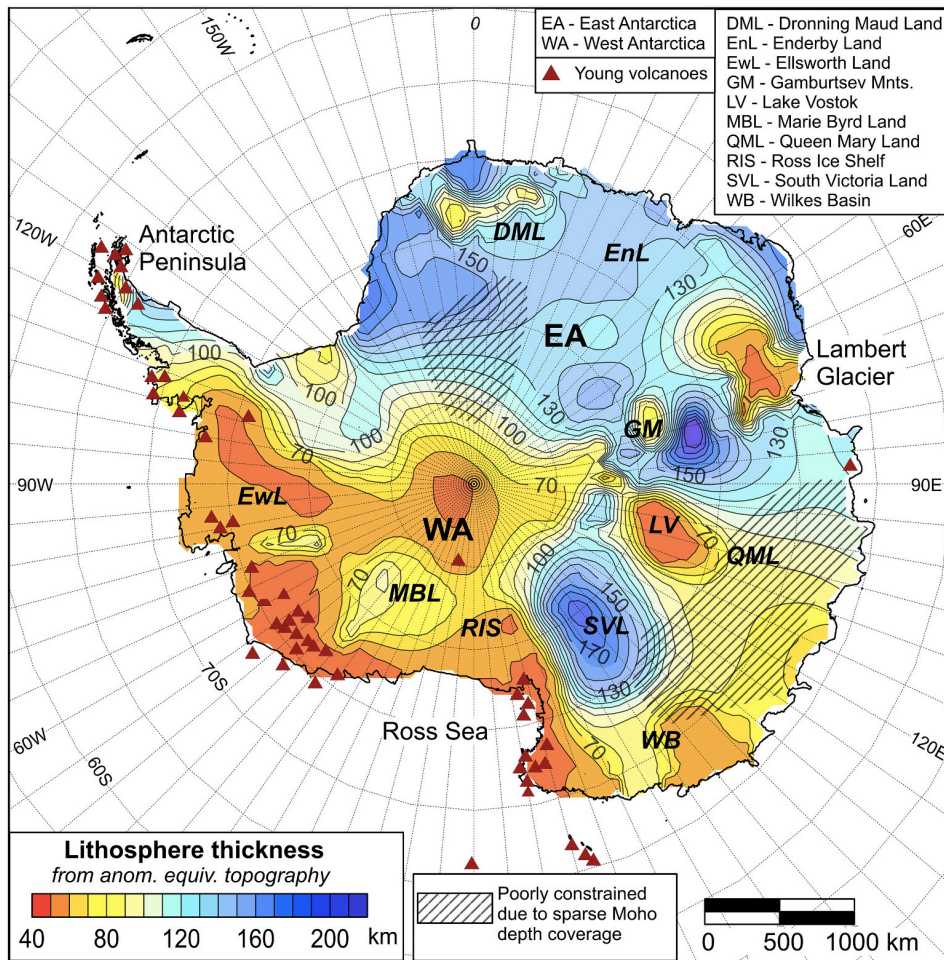 0
150W
EA - East Antarctica
WA - West Antarctica
Young volcanoes
DML - Dronning Maud Land
EnL - Enderby Land
EwL - Ellsworth Land
GM - Gamburtsev Mnts.
LV - Lake Vostok
MBL - Marie Byrd Land
QML - Queen Mary Land
RIS - Ross Ice Shelf
SVL - South Victoria Land
WB - Wilkes Basin
60E
120W
Antarctic
Peninsula
DML
150
EnL
130
EA
Lambert
Glacier
100
100
100
130
100
GM
130
150
70
70
90W
90E
EwL
WA
LV
70
QML
70
100
70
MBL
RIS
150
SVL
170
130
70S
Ross Sea
70
WB
60W
60S
120E
Lithosphere thickness
from anom. equiv. topography
40 80 120 160 200 km
Poorly constrained
due to sparse Moho
depth coverage
0 500 1000 km